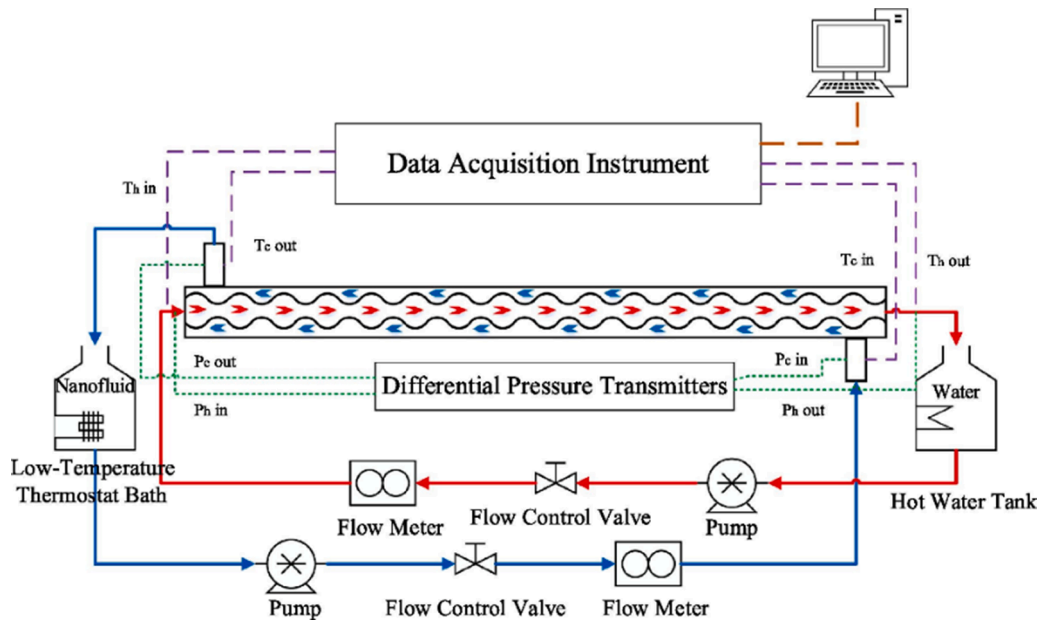 Data Acquisition Instrument
Th in
Tc out
Tc in
Th out
Pc out
Pc in
Nanofluid
Differential Pressure Transmitters
Water
Ph in
Ph out
Low-Temperature
Thermostat Bath
Flow Meter
Flow Control Valve
Pump
Hot Water Tank
Pump
Flow Control Valve
Flow Meter